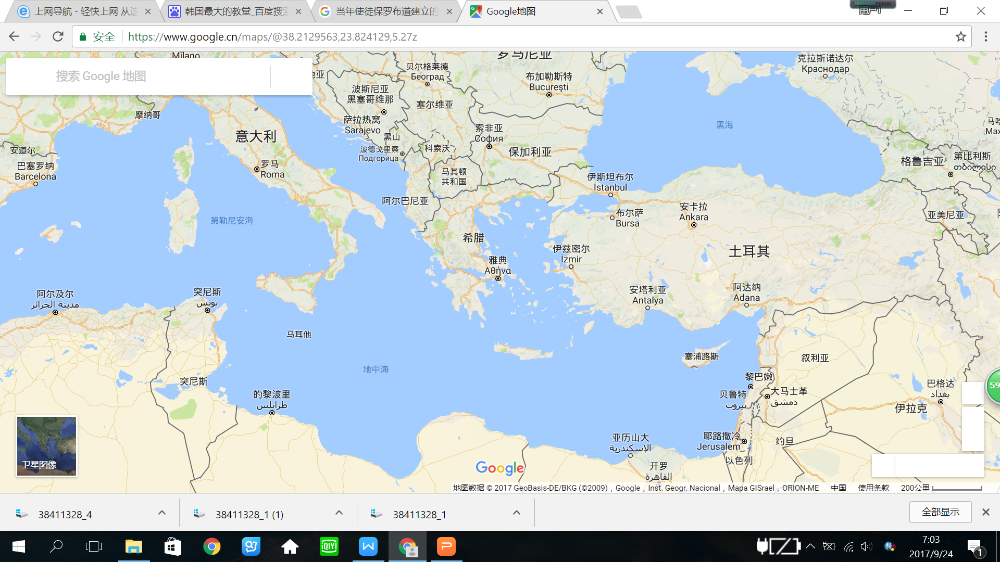 上网导航 - 轻快上网 从这
韩国最大的教堂_百度搜索
当年使徒保罗布道建立的
Google地图
用户1
安全
https://www.google.cn/maps/@38.2129563,23.824129,5.27z
搜索 Google 地图
Milano
罗马尼亚
克拉斯诺达尔
Краснодар
贝尔格莱德
Београд
布加勒斯特
București
波斯尼亚
黑塞哥维那
塞尔维亚
摩纳哥
萨拉热窝
Sarajevo
黑山
索非亚
София
黑海
意大利
安道尔
波德戈里察
Подгорица
科索沃
保加利亚
格鲁吉亚
第比利斯
თბილისი
巴塞罗纳
Barcelona
罗马
Roma
马其顿
共和国
伊斯坦布尔
İstanbul
阿尔巴尼亚
第勒尼安海
布尔萨
Bursa
安卡拉
Ankara
亚美尼亚
希腊
伊兹密尔
İzmir
土耳其
雅典
Αθήνα
阿尔及尔
مدينة الجزائر
突尼斯
تونس
安塔利亚
Antalya
阿达纳
Adana
马耳他
地中海
塞浦路斯
叙利亚
突尼斯
的黎波里
طرابلس
黎巴嫩
贝鲁特
بيروت
大马士革
دمشق
巴格达
بغداد
伊拉克
59
亚历山大
الإسكندرية
耶路撒冷
Jerusalem
约旦
以色列
开罗
القاهرة
卫星图像
Google
地图数据 © 2017 GeoBasis-DE/BKG (©2009)，Google，Inst. Geogr. Nacional，Mapa GISrael，ORION-ME
中国
使用条款
200公里
38411328_4
38411328_1 (1)
38411328_1
全部显示
iQIYI
7:03
2017/9/24
1